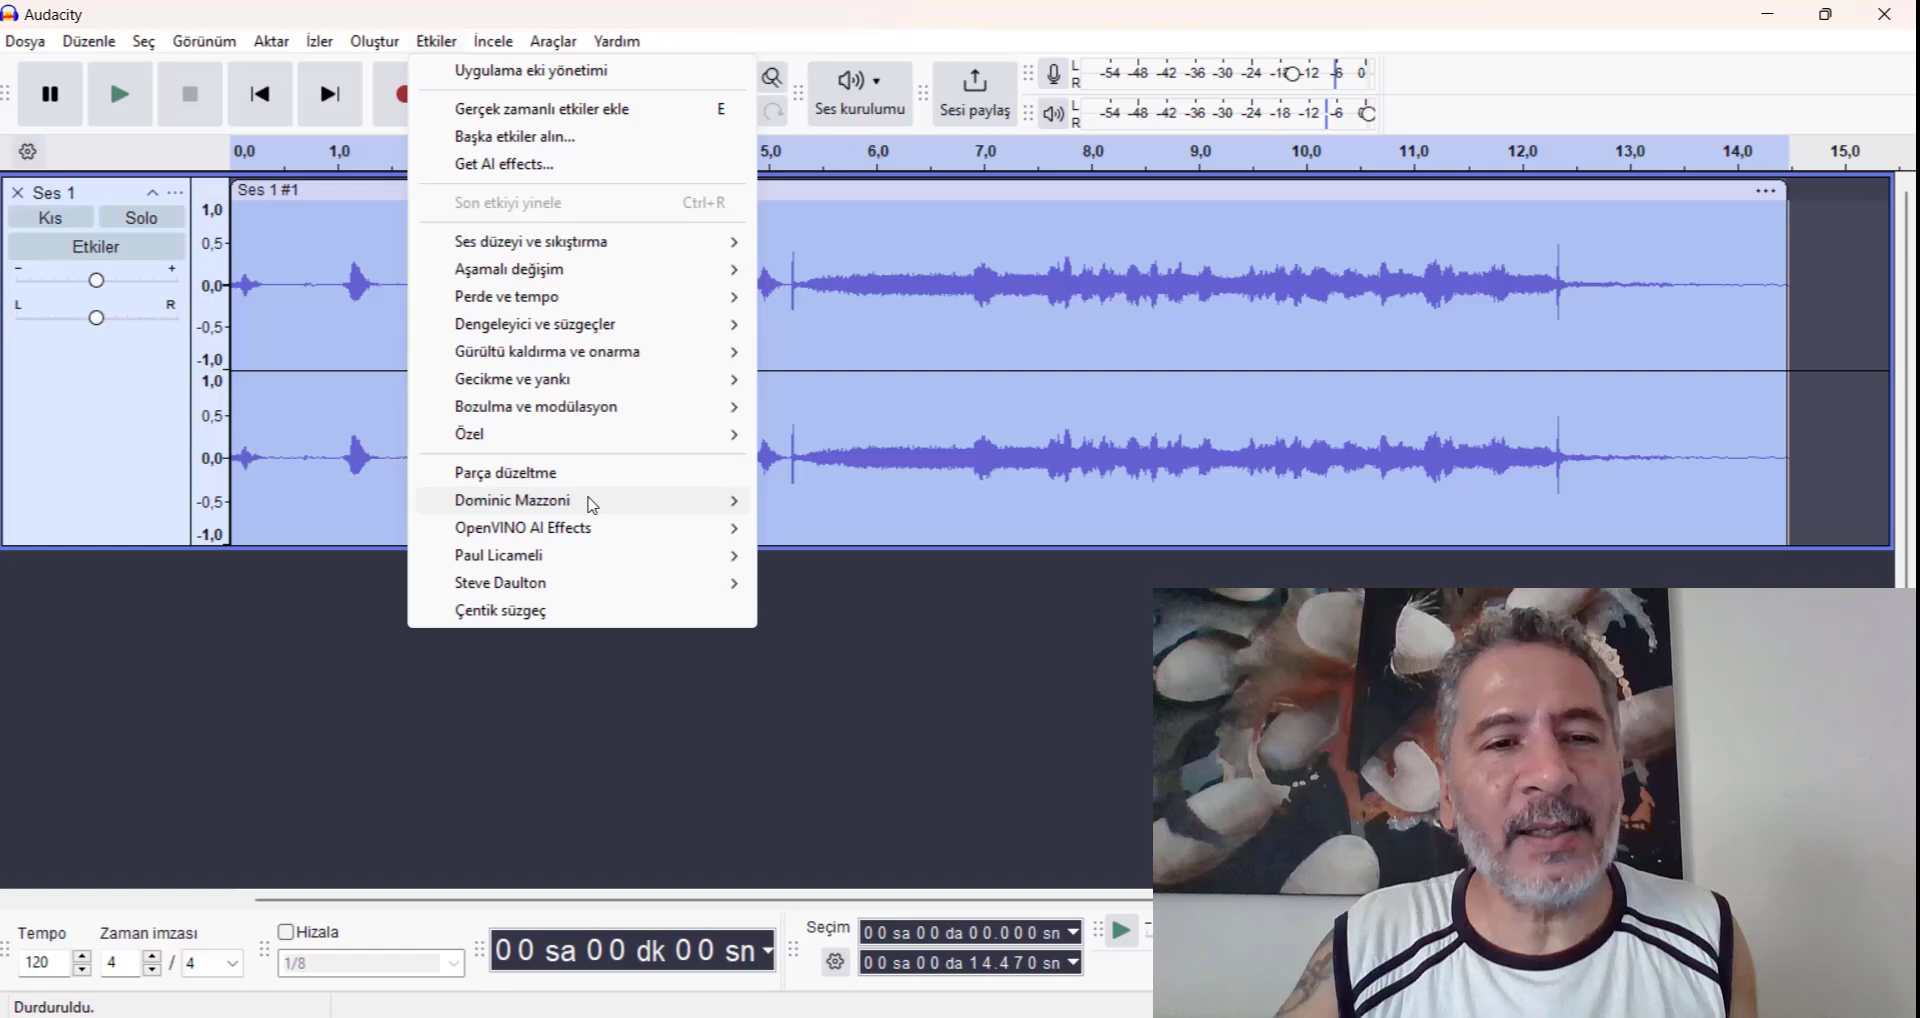 Audacity
Dosya Düzenle Seç Görünüm Aktar İzler Oluştur Etkiler İncele Araçlar Yardım
Ses kurulumu
Sesi paylaş
L
R
-54 -48 -42 -36 -30 -24 -12 -6 0
L
R
-54 -48 -42 -36 -30 -24 -18 -12 -6
0,0 1,0 5,0 6,0 7,0 8,0 9,0 10,0 11,0 12,0 13,0 14,0 15,0
Ses 1
Kıs Solo
Etkiler
- +
L R
1,0
0,5
0,0
-0,5
-1,0
1,0
0,5
0,0
-0,5
-1,0
Ses 1 #1
Uygulama eki yönetimi
Gerçek zamanlı etkiler ekle E
Başka etkiler alın...
Get AI effects...
Son etkiyi yinele Ctrl+R
Ses düzeyi ve sıkıştırma
Aşamalı değişim
Perde ve tempo
Dengeleyici ve süzgeçler
Gürültü kaldırma ve onarma
Gecikme ve yankı
Bozulma ve modülasyon
Özel
Parça düzeltme
Dominic Mazzoni
OpenVINO AI Effects
Paul Licameli
Steve Daulton
Çentik süzgeç
Tempo
120
Zaman imzası
4 / 4
Hizala
1/8
00 sa 00 dk 00 sn
Seçim
00 sa 00 da 00.000 sn
00 sa 00 da 14.470 sn
Durduruldu.